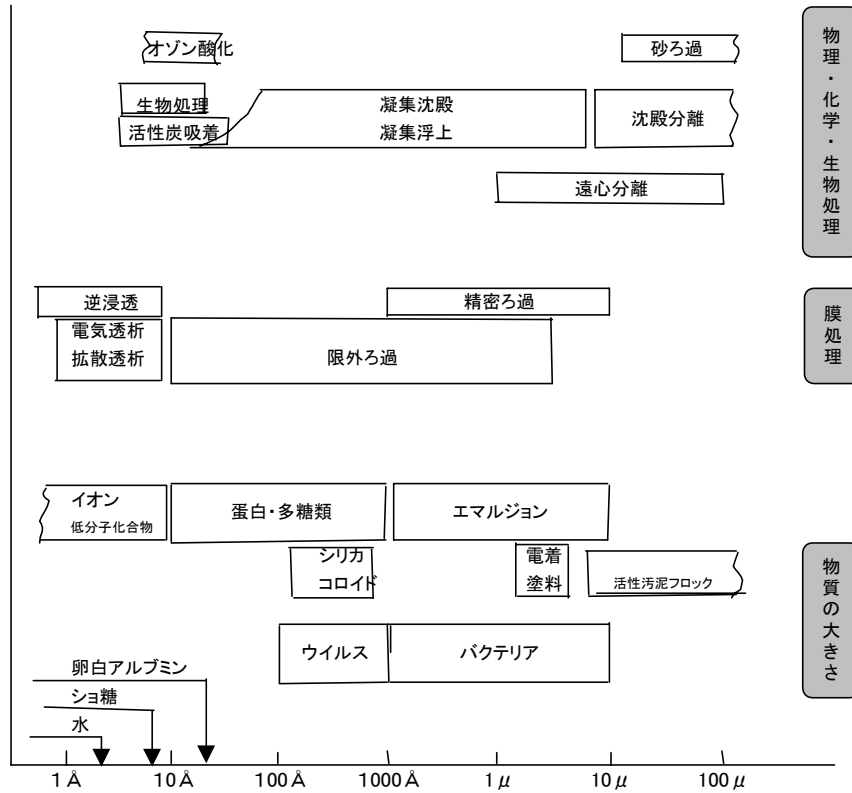 オゾン酸化
砂ろ過
生物処理
活性炭吸着
凝集沈殿
凝集浮上
沈殿分離
遠心分離
物理・化学・生物処理
逆浸透
精密ろ過
電気透析
拡散透析
限外ろ過
膜処理
イオン
低分子化合物
蛋白・多糖類
エマルジョン
シリカ
コロイド
電着
塗料
活性汚泥フロック
物質の大きさ
ウイルス
バクテリア
卵白アルブミン
ショ糖
水
1Å 10Å 100Å 1000Å 1μ 10μ 100μ